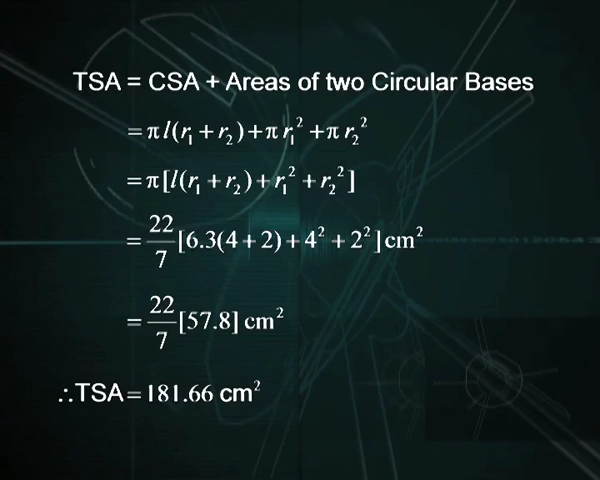 TSA = CSA + Areas of two Circular Bases
= π l(r₁ + r₂) + π r₁² + π r₂²
= π [l(r₁ + r₂) + r₁² + r₂²]
= 22/7 [6.3(4 + 2) + 4² + 2²] cm²
= 22/7 [57.8] cm²
∴ TSA = 181.66 cm²